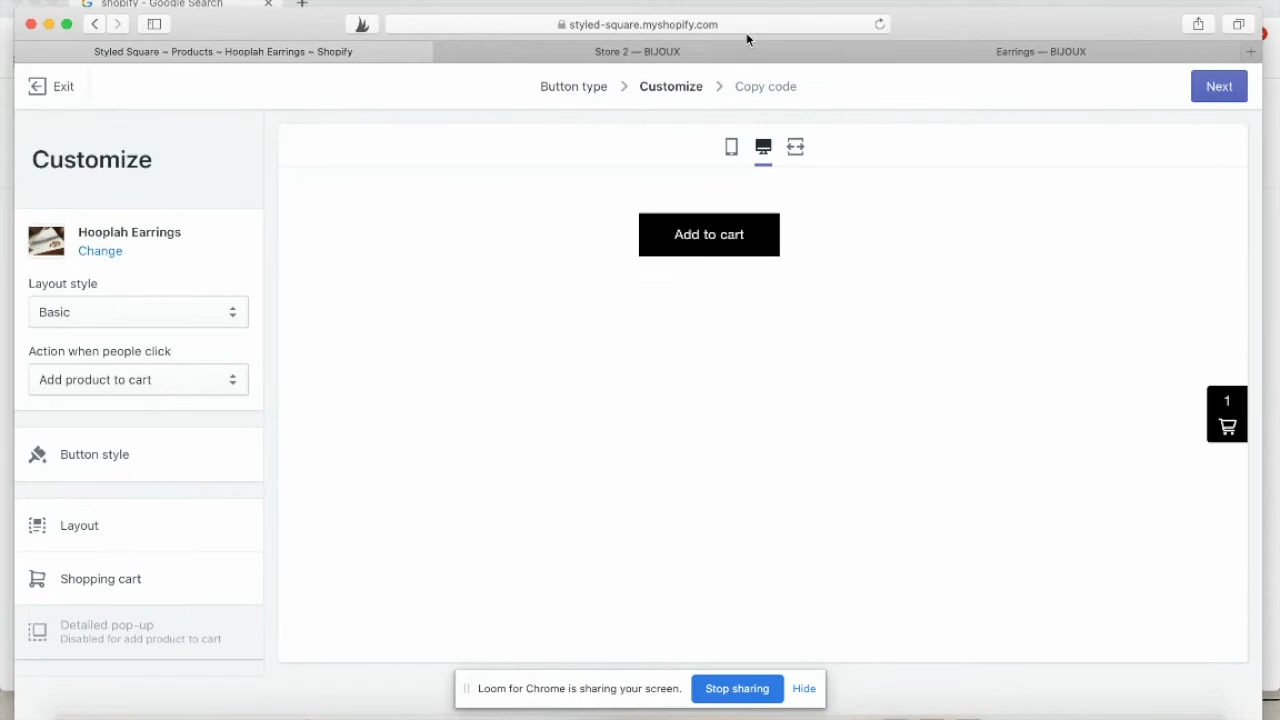 shopify - Google Search
styled-square.myshopify.com
Styled Square ~ Products ~ Hooplah Earrings ~ Shopify
Store 2 — BIJOUX
Earrings — BIJOUX
Exit
Button type
Customize
Copy code
Next
Customize
Hooplah Earrings
Change
Layout style
Basic
Action when people click
Add product to cart
Button style
Layout
Shopping cart
Detailed pop-up
Disabled for add product to cart
Add to cart
1
Loom for Chrome is sharing your screen.
Stop sharing
Hide